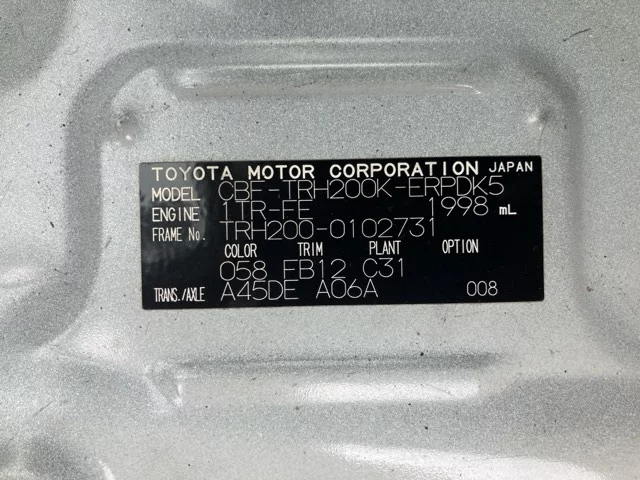 TOYOTA MOTOR CORPORATION JAPAN
MODEL CBF-TRH200K-ERPDK5
ENGINE 1TR-FE 1998 mL
FRAME No. TRH200-0102731
COLOR TRIM PLANT OPTION
058 FB12 C31
TRANS./AXLE A45DE A06A 008